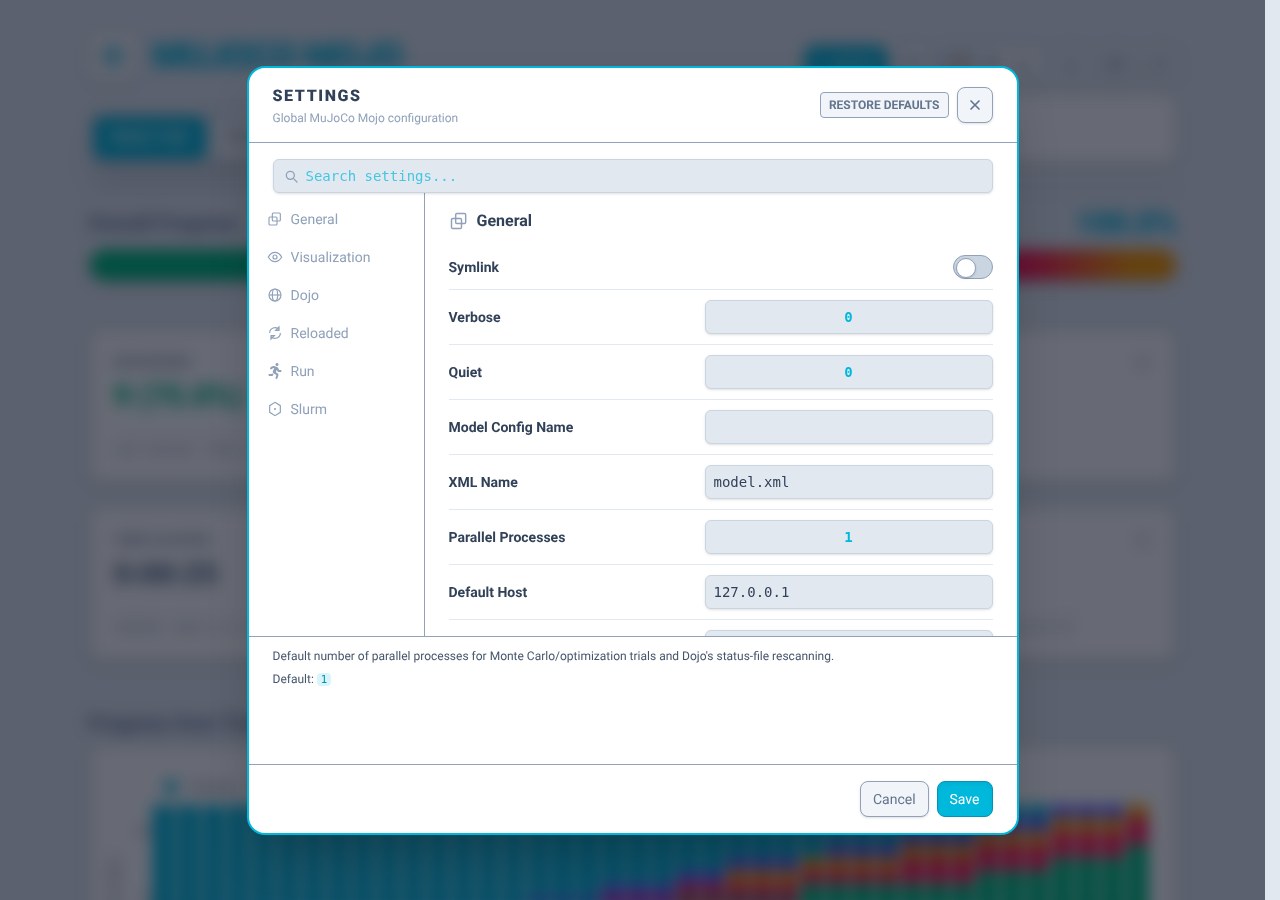 SETTINGS
Global MuJoCo Mojo configuration
RESTORE DEFAULTS
Search settings...
General
Visualization
Dojo
Reloaded
Run
Slurm
General
Symlink
Verbose
0
Quiet
0
Model Config Name
XML Name
model.xml
Parallel Processes
1
Default Host
127.0.0.1
Default number of parallel processes for Monte Carlo/optimization trials and Dojo's status-file rescanning.
Default: 1
Cancel
Save